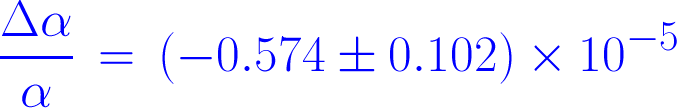 Δα/α = (−0.574 ± 0.102) × 10⁻⁵